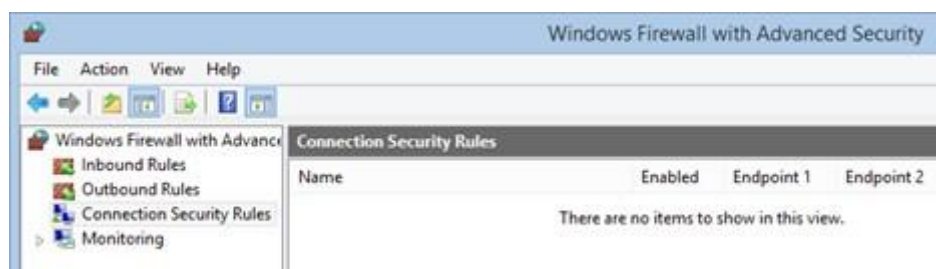 Windows Firewall with Advanced Security
File Action View Help
Windows Firewall with Advance
Inbound Rules
Outbound Rules
Connection Security Rules
Monitoring
Connection Security Rules
Name Enabled Endpoint 1 Endpoint 2
There are no items to show in this view.